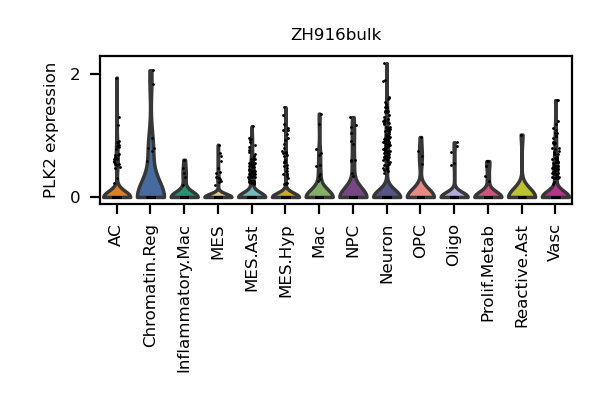 ZH916bulk
PLK2 expression
2
0
AC
Chromatin.Reg
Inflammatory.Mac
MES
MES.Ast
MES.Hyp
Mac
NPC
Neuron
OPC
Oligo
Prolif.Metab
Reactive.Ast
Vasc